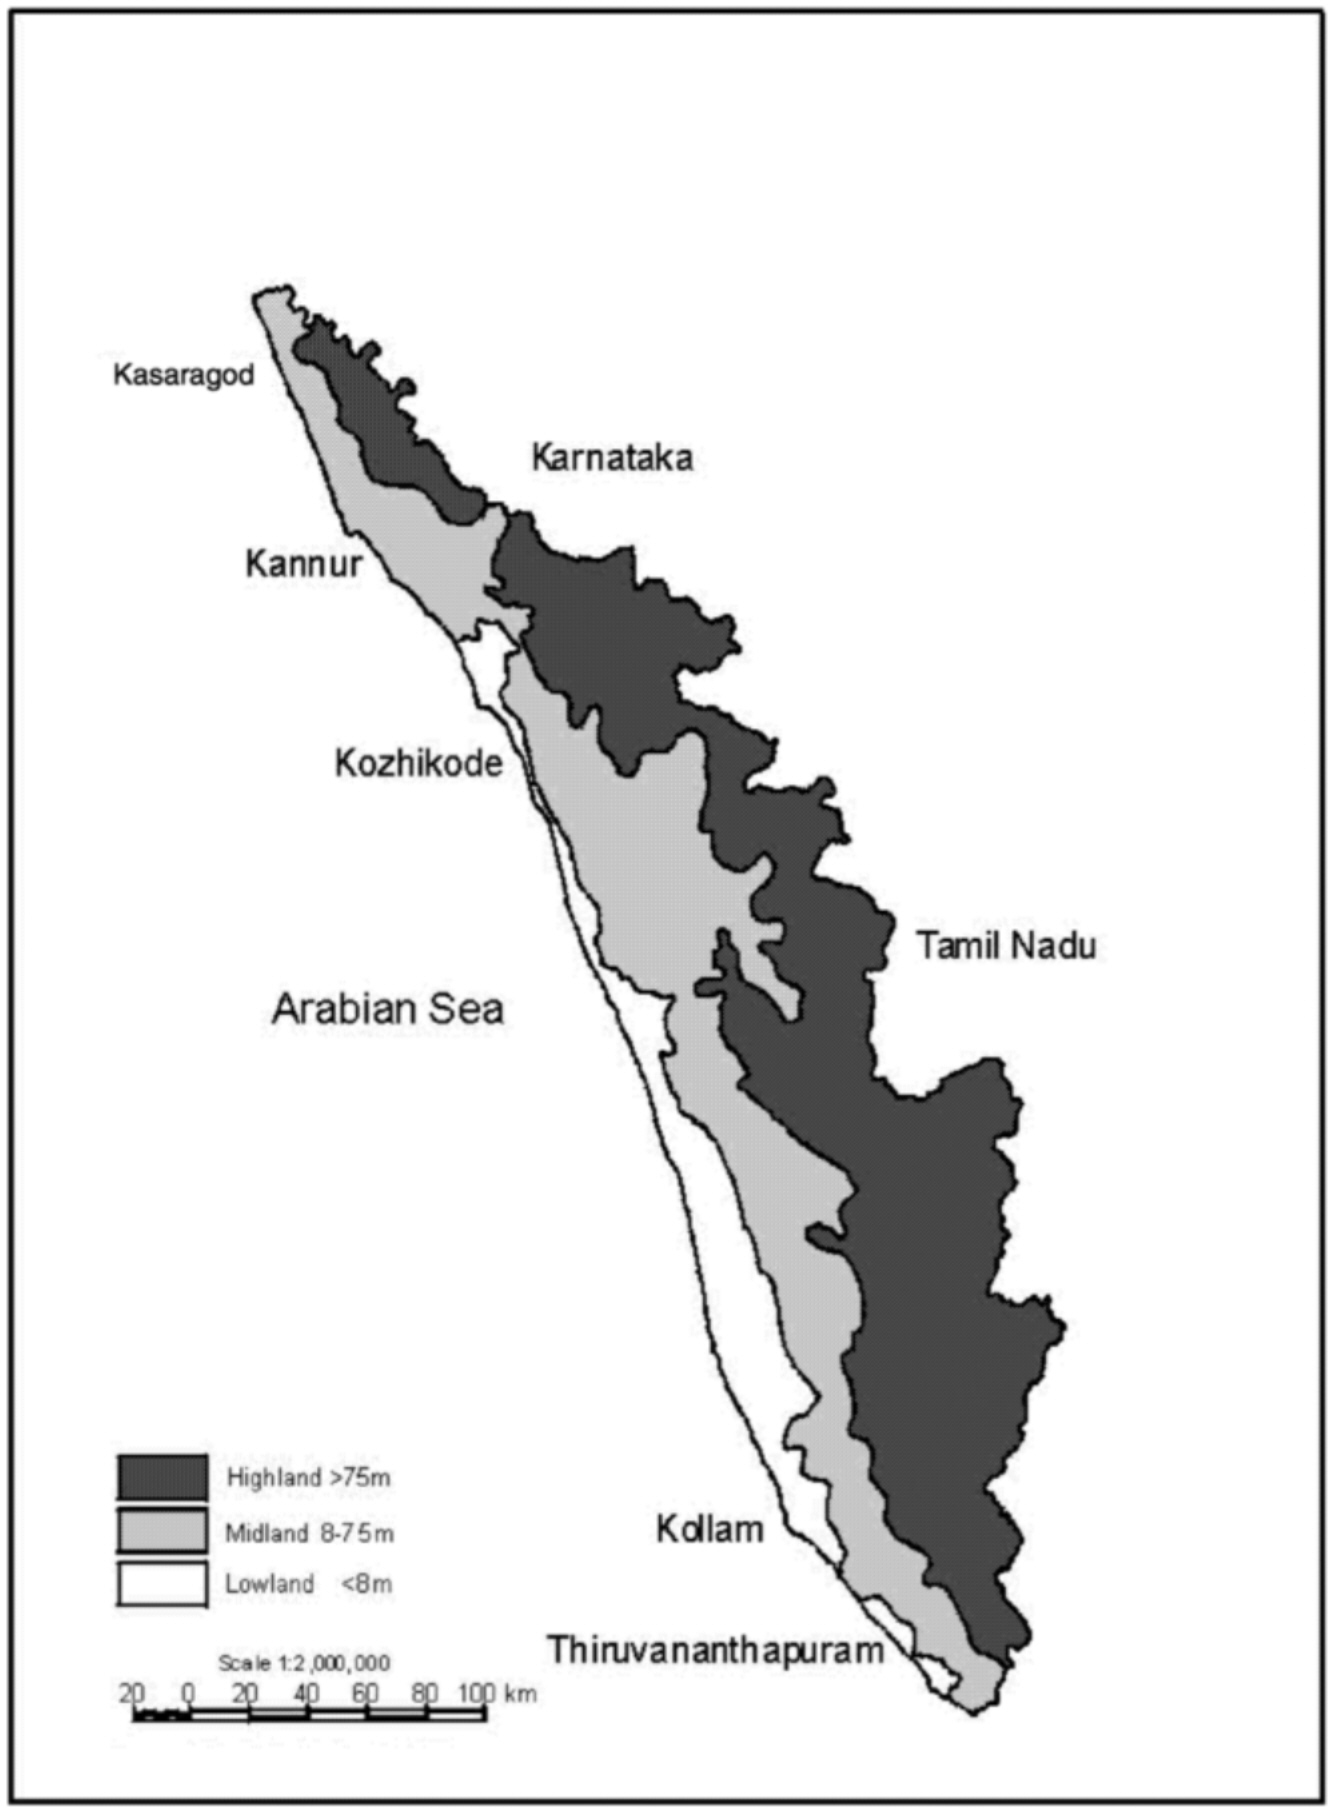 Kasaragod
Karnataka
Kannur
Kozhikode
Tamil Nadu
Arabian Sea
Highland >75m
Midland 8-75m
Lowland <8m
Kollam
Thiruvananthapuram
Scale 1:2,000,000
20 0 20 40 60 80 100 km